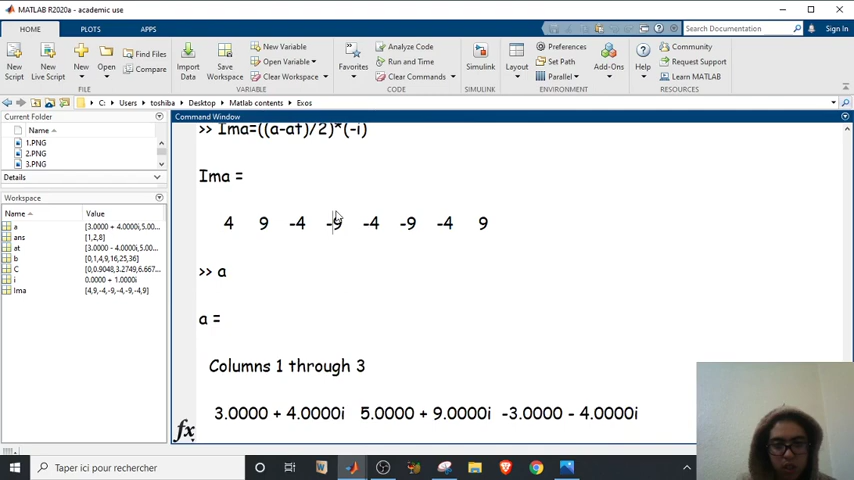 MATLAB R2020a - academic use
HOME PLOTS APPS
Search Documentation
Sign In
New Script
New Live Script
New
Open
Find Files
Compare
Import Data
Save Workspace
New Variable
Open Variable
Clear Workspace
Favorites
Analyze Code
Run and Time
Clear Commands
Simulink
Layout
Preferences
Set Path
Parallel
Add-Ons
Help
Community
Request Support
Learn MATLAB
FILE VARIABLE CODE SIMULINK ENVIRONMENT RESOURCES
C: Users toshiba Desktop Matlab contents Exos
Current Folder
Name
1.PNG
2.PNG
3.PNG
Details
Workspace
Name Value
a [3.0000 + 4.0000i,5.00...
ans [1,2,8]
at [3.0000 - 4.0000i,5.00...
b [0,1,4,9,16,25,36]
C [0,0.9048,3.2749,6.667...
i 0.0000 + 1.0000i
Ima [4,9,-4,-9,-4,-9,-4,9]
Command Window
>> Ima=((a-at)/2)*(-i)
Ima =
4 9 -4 -9 -4 -9 -4 9
>> a
a =
Columns 1 through 3
3.0000 + 4.0000i 5.0000 + 9.0000i -3.0000 - 4.0000i
fx
Taper ici pour rechercher